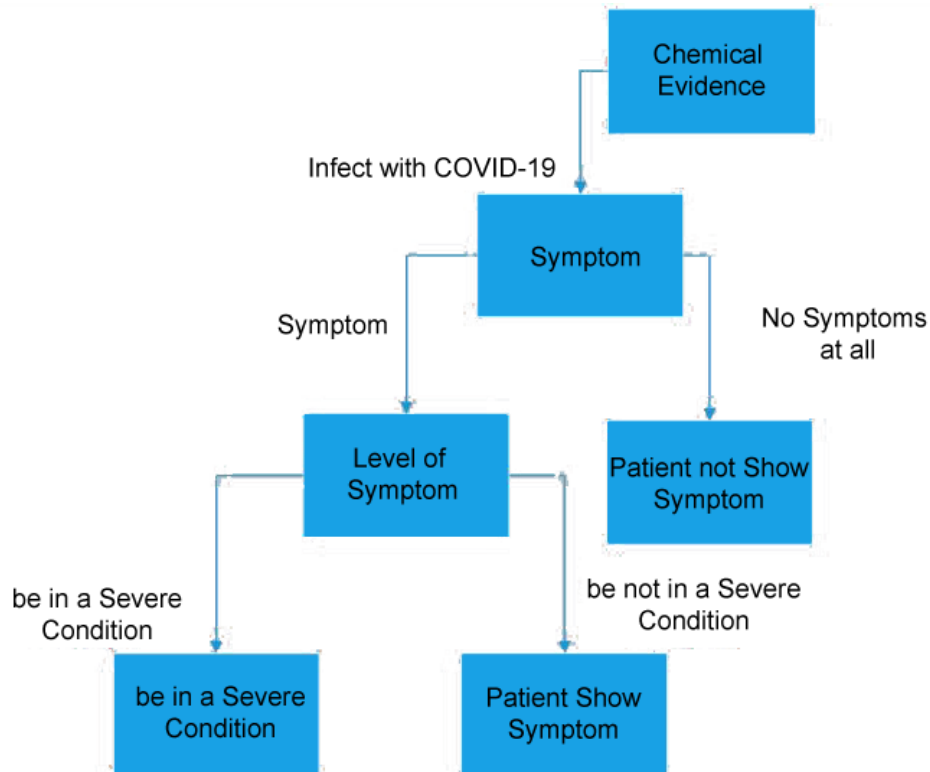 Chemical
Evidence
Infect with COVID-19
Symptom
Symptom
No Symptoms
at all
Level of
Symptom
Patient not Show
Symptom
be in a Severe
Condition
be not in a Severe
Condition
be in a Severe
Condition
Patient Show
Symptom